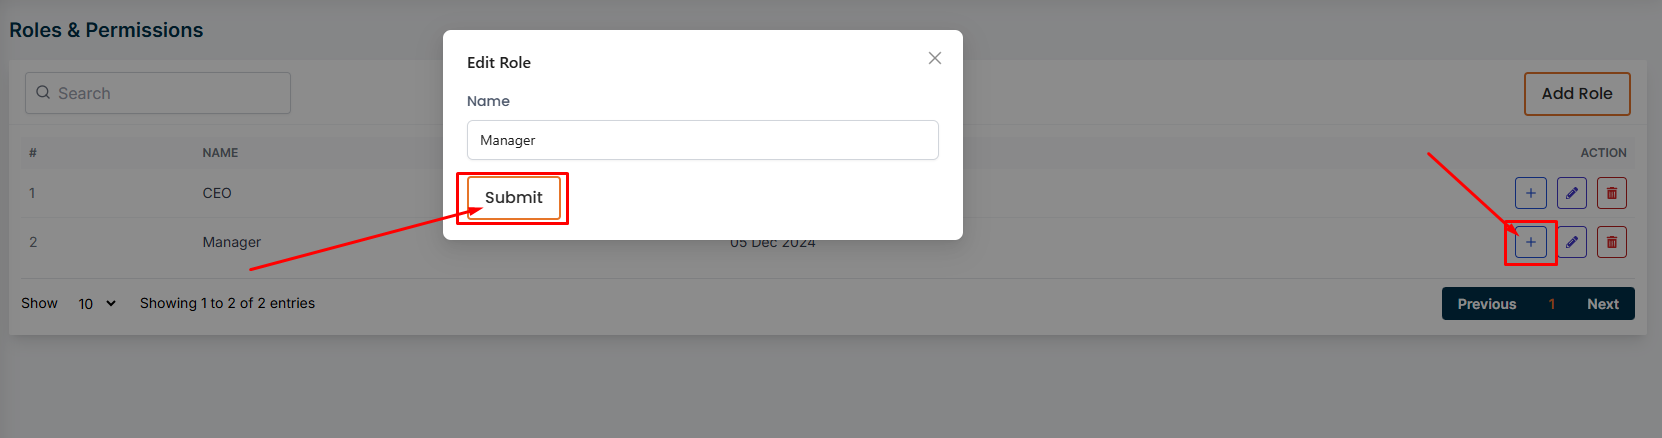 Roles & Permissions
Edit Role
Name
Manager
Submit
Search
Add Role
# NAME ACTION
1 CEO
2 Manager 05 Dec 2024
Show 10 Showing 1 to 2 of 2 entries Previous 1 Next